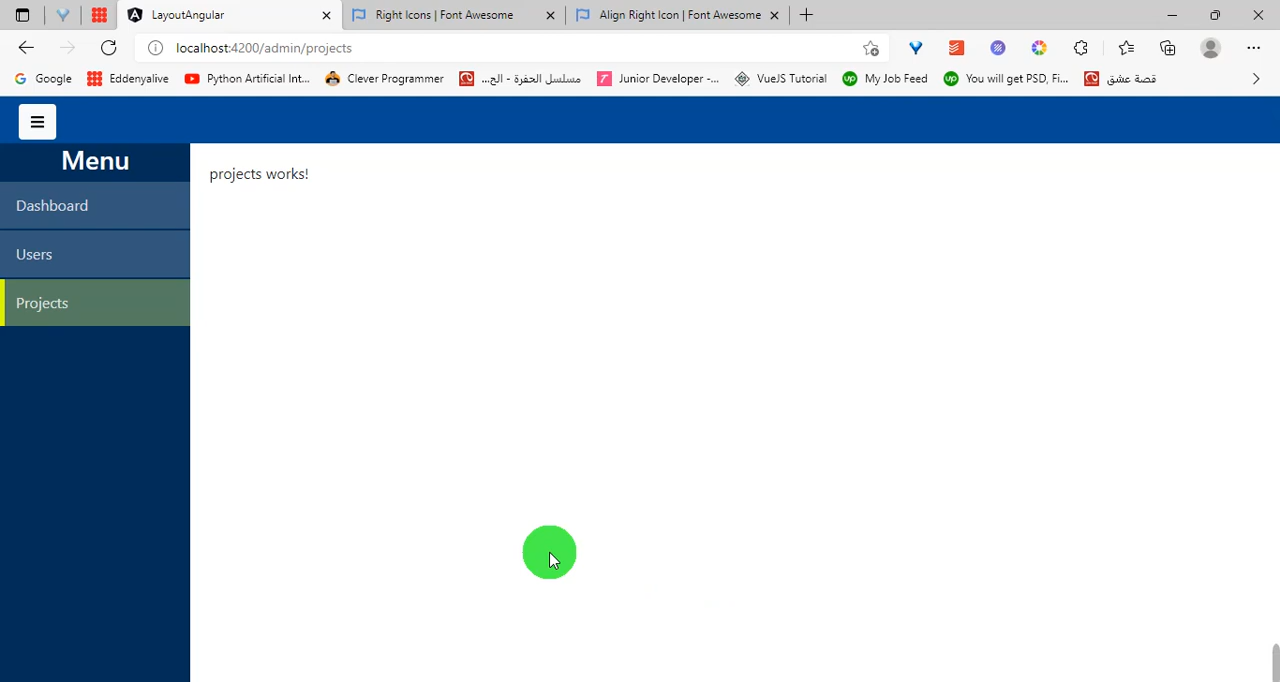 LayoutAngular
Right Icons | Font Awesome
Align Right Icon | Font Awesome
localhost:4200/admin/projects
Google
Eddenyalive
Python Artificial Int...
Clever Programmer
مسلسل الحفرة - الح...
Junior Developer -...
VueJS Tutorial
My Job Feed
You will get PSD, Fi...
قصة عشق
Menu
Dashboard
Users
Projects
projects works!